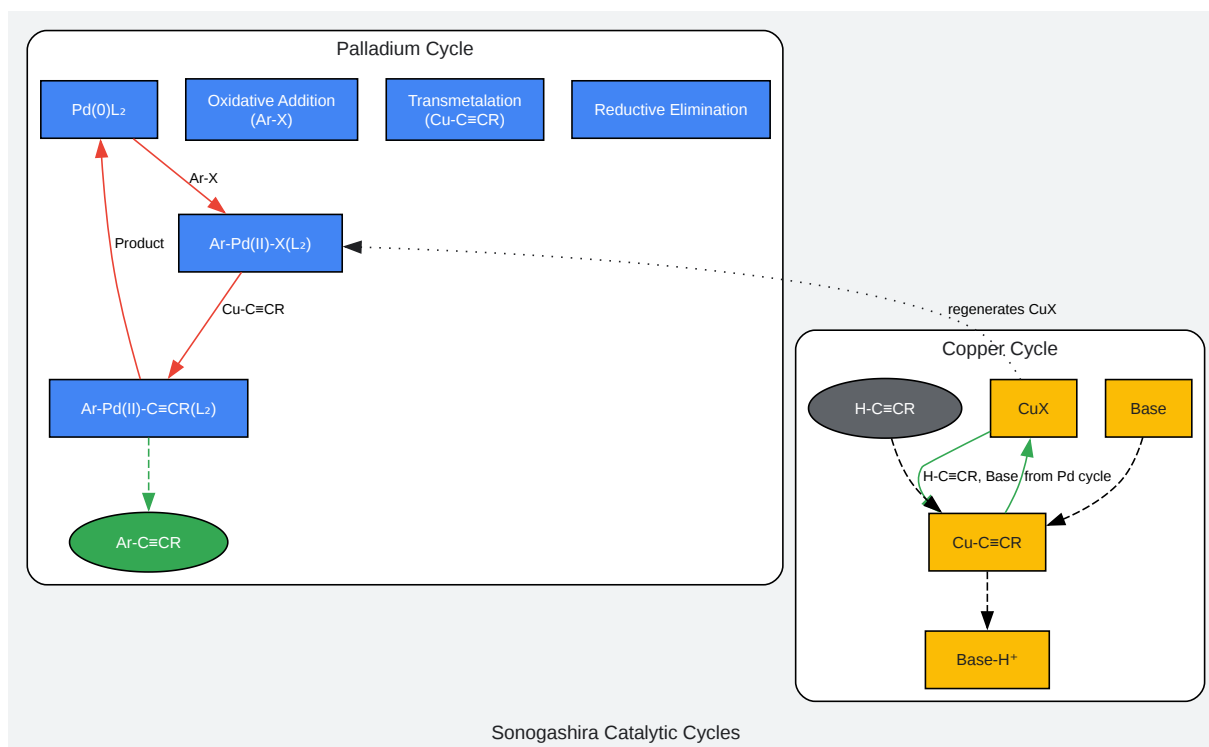 Palladium Cycle
Pd(0)L₂
Oxidative Addition
(Ar-X)
Transmetalation
(Cu-C≡CR)
Reductive Elimination
Ar-X
Ar-Pd(II)-X(L₂)
Product
Cu-C≡CR
regenerates CuX
Copper Cycle
Ar-Pd(II)-C≡CR(L₂)
H-C≡CR
CuX
Base
H-C≡CR, Base
from Pd cycle
Ar-C≡CR
Cu-C≡CR
Base-H⁺
Sonogashira Catalytic Cycles